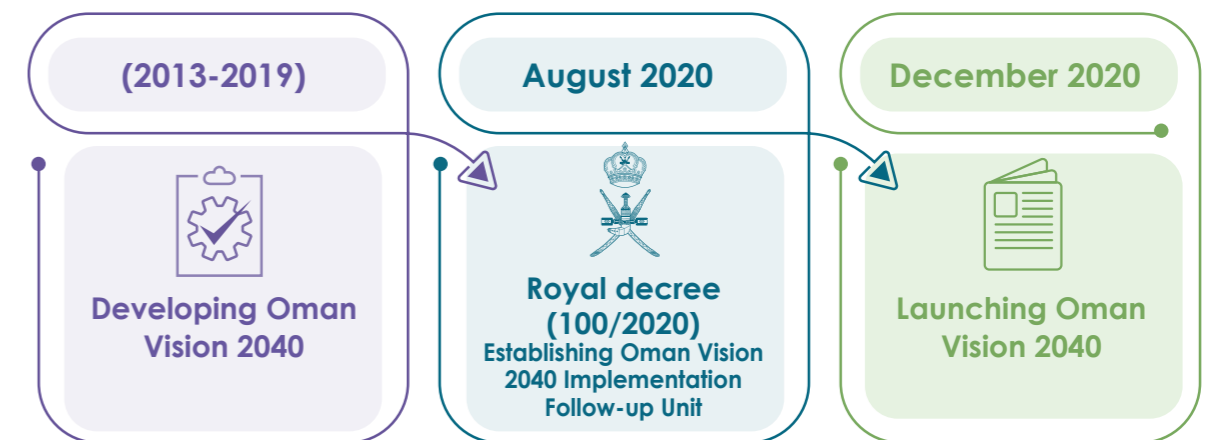 (2013-2019)
Developing Oman
Vision 2040
August 2020
Royal decree
(100/2020)
Establishing Oman Vision
2040 Implementation
Follow-up Unit
December 2020
Launching Oman
Vision 2040